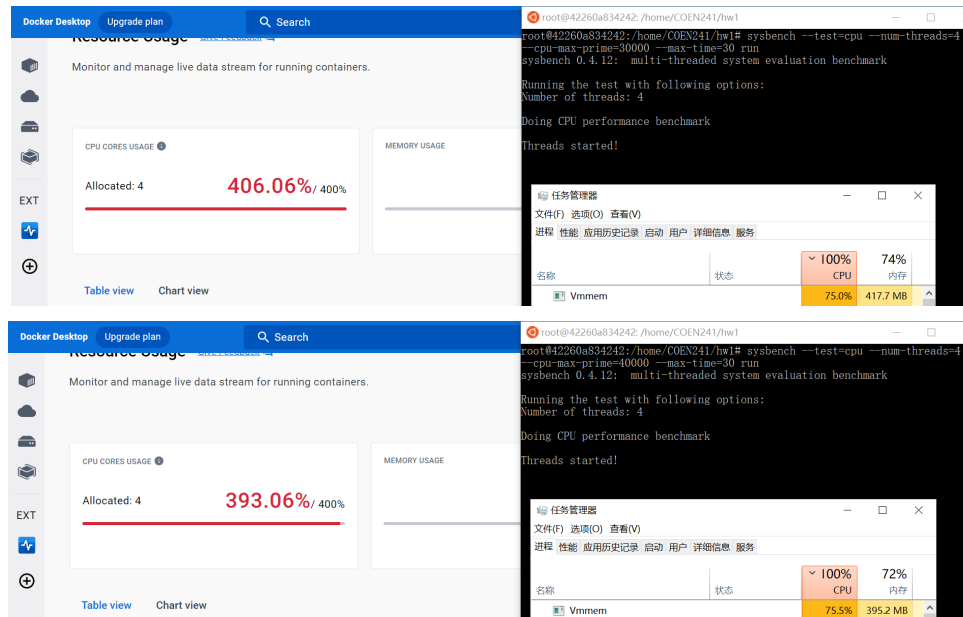 Docker Desktop Upgrade plan Search
Resource Usage Give Feedback
Monitor and manage live data stream for running containers.
CPU CORES USAGE
Allocated: 4 406.06% / 400%
MEMORY USAGE
EXT
Table view Chart view
root@42260a834242: /home/COEN241/hw1
root@42260a834242:/home/COEN241/hw1# sysbench --test=cpu --num-threads=4
--cpu-max-prime=30000 --max-time=30 run
sysbench 0.4.12: multi-threaded system evaluation benchmark
Running the test with following options:
Number of threads: 4
Doing CPU performance benchmark
Threads started!
任务管理器
文件(F) 选项(O) 查看(V)
进程 性能 应用历史记录 启动 用户 详细信息 服务
100% 74%
名称 状态 CPU 内存
Vmmem 75.0% 417.7 MB
Docker Desktop Upgrade plan Search
Resource Usage Give Feedback
Monitor and manage live data stream for running containers.
CPU CORES USAGE
Allocated: 4 393.06% / 400%
MEMORY USAGE
EXT
Table view Chart view
root@42260a834242: /home/COEN241/hw1
root@42260a834242:/home/COEN241/hw1# sysbench --test=cpu --num-threads=4
--cpu-max-prime=40000 --max-time=30 run
sysbench 0.4.12: multi-threaded system evaluation benchmark
Running the test with following options:
Number of threads: 4
Doing CPU performance benchmark
Threads started!
任务管理器
文件(F) 选项(O) 查看(V)
进程 性能 应用历史记录 启动 用户 详细信息 服务
100% 72%
名称 状态 CPU 内存
Vmmem 75.5% 395.2 MB